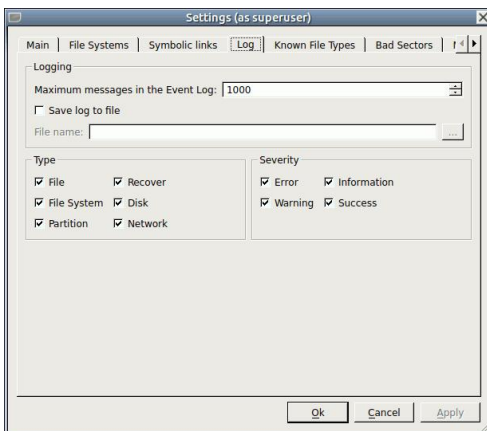 Settings (as superuser)
Main File Systems Symbolic links Log Known File Types Bad Sectors
Logging
Maximum messages in the Event Log: 1000
Save log to file
File name: ...
Type
File Recover
File System Disk
Partition Network
Severity
Error Information
Warning Success
Ok Cancel Apply